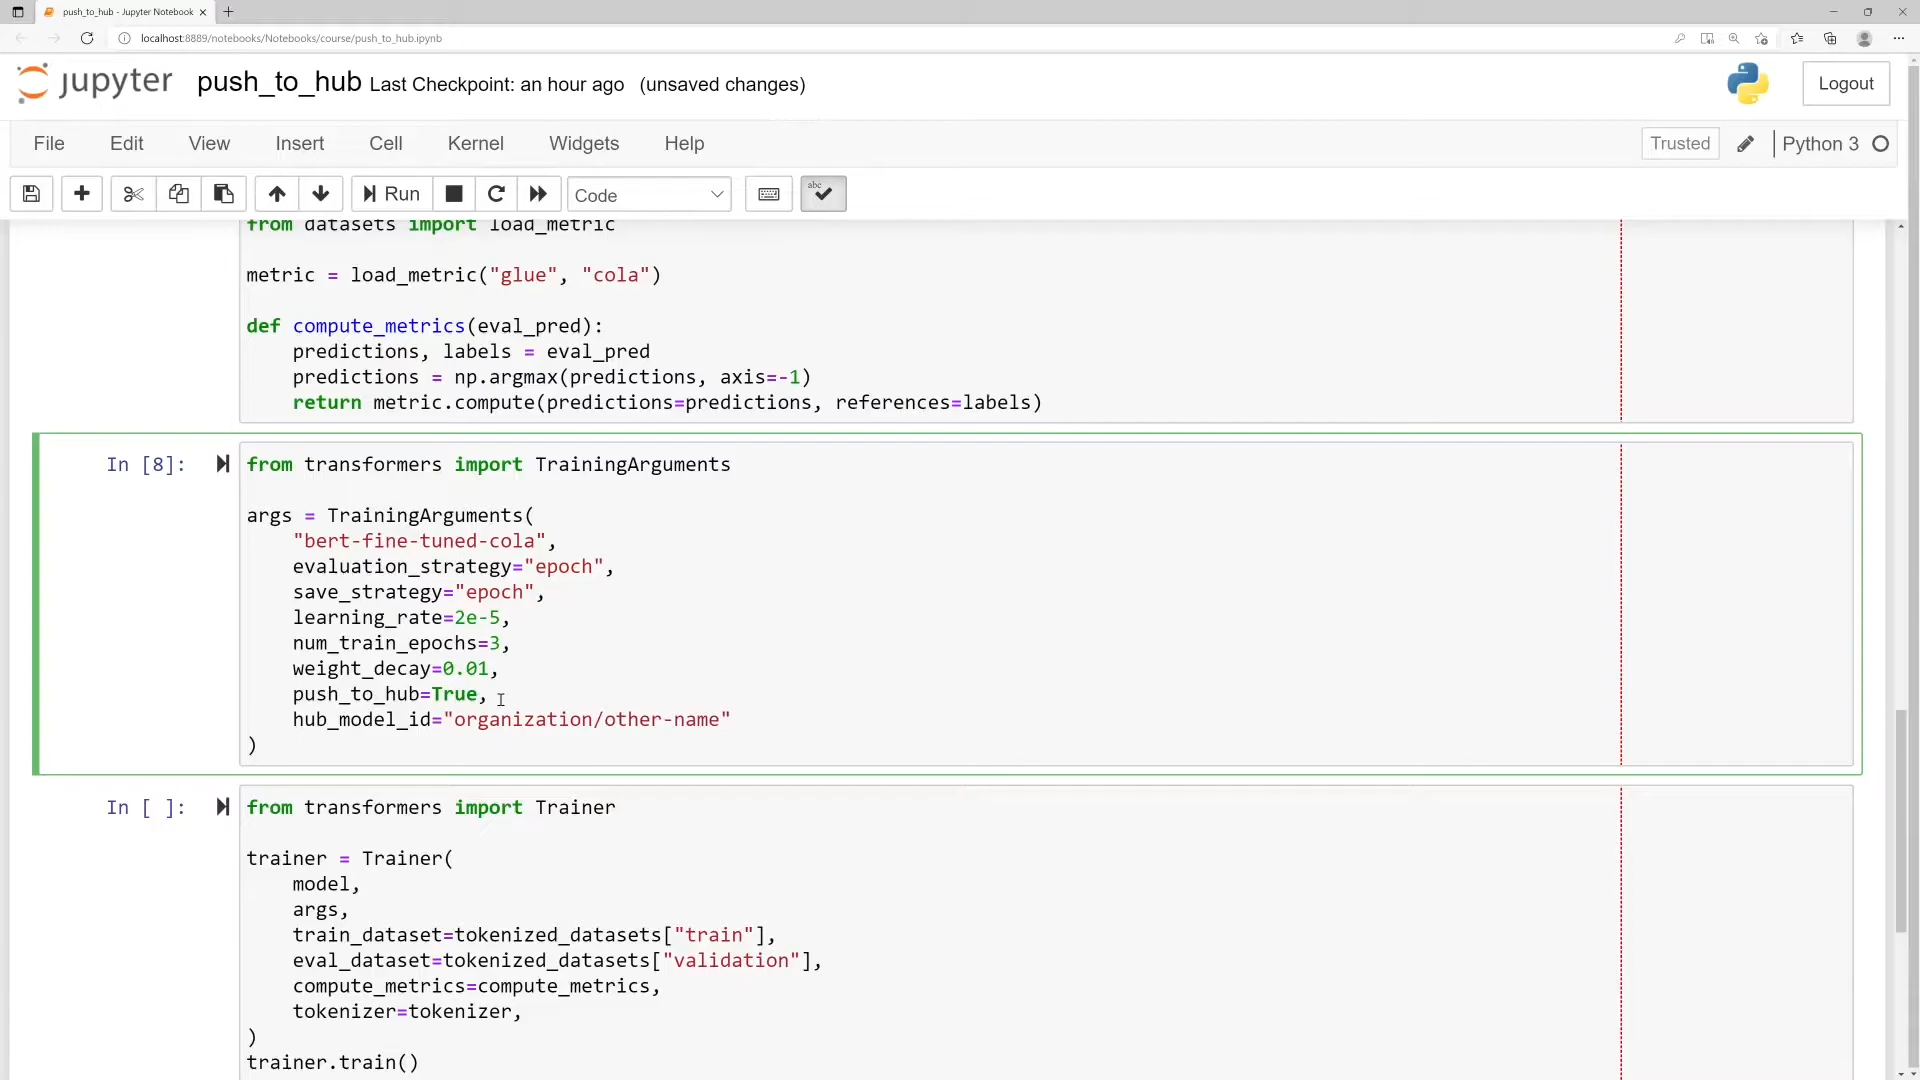 push_to_hub - Jupyter Notebook
localhost:8889/notebooks/Notebooks/course/push_to_hub.ipynb
jupyter push_to_hub Last Checkpoint: an hour ago (unsaved changes) Logout
File Edit View Insert Cell Kernel Widgets Help Trusted Python 3
Run Code abc
from datasets import load_metric
metric = load_metric("glue", "cola")
def compute_metrics(eval_pred):
    predictions, labels = eval_pred
    predictions = np.argmax(predictions, axis=-1)
    return metric.compute(predictions=predictions, references=labels)
In [8]: from transformers import TrainingArguments
args = TrainingArguments(
    "bert-fine-tuned-cola",
    evaluation_strategy="epoch",
    save_strategy="epoch",
    learning_rate=2e-5,
    num_train_epochs=3,
    weight_decay=0.01,
    push_to_hub=True,
    hub_model_id="organization/other-name"
)
In [ ]: from transformers import Trainer
trainer = Trainer(
    model,
    args,
    train_dataset=tokenized_datasets["train"],
    eval_dataset=tokenized_datasets["validation"],
    compute_metrics=compute_metrics,
    tokenizer=tokenizer,
)
trainer.train()